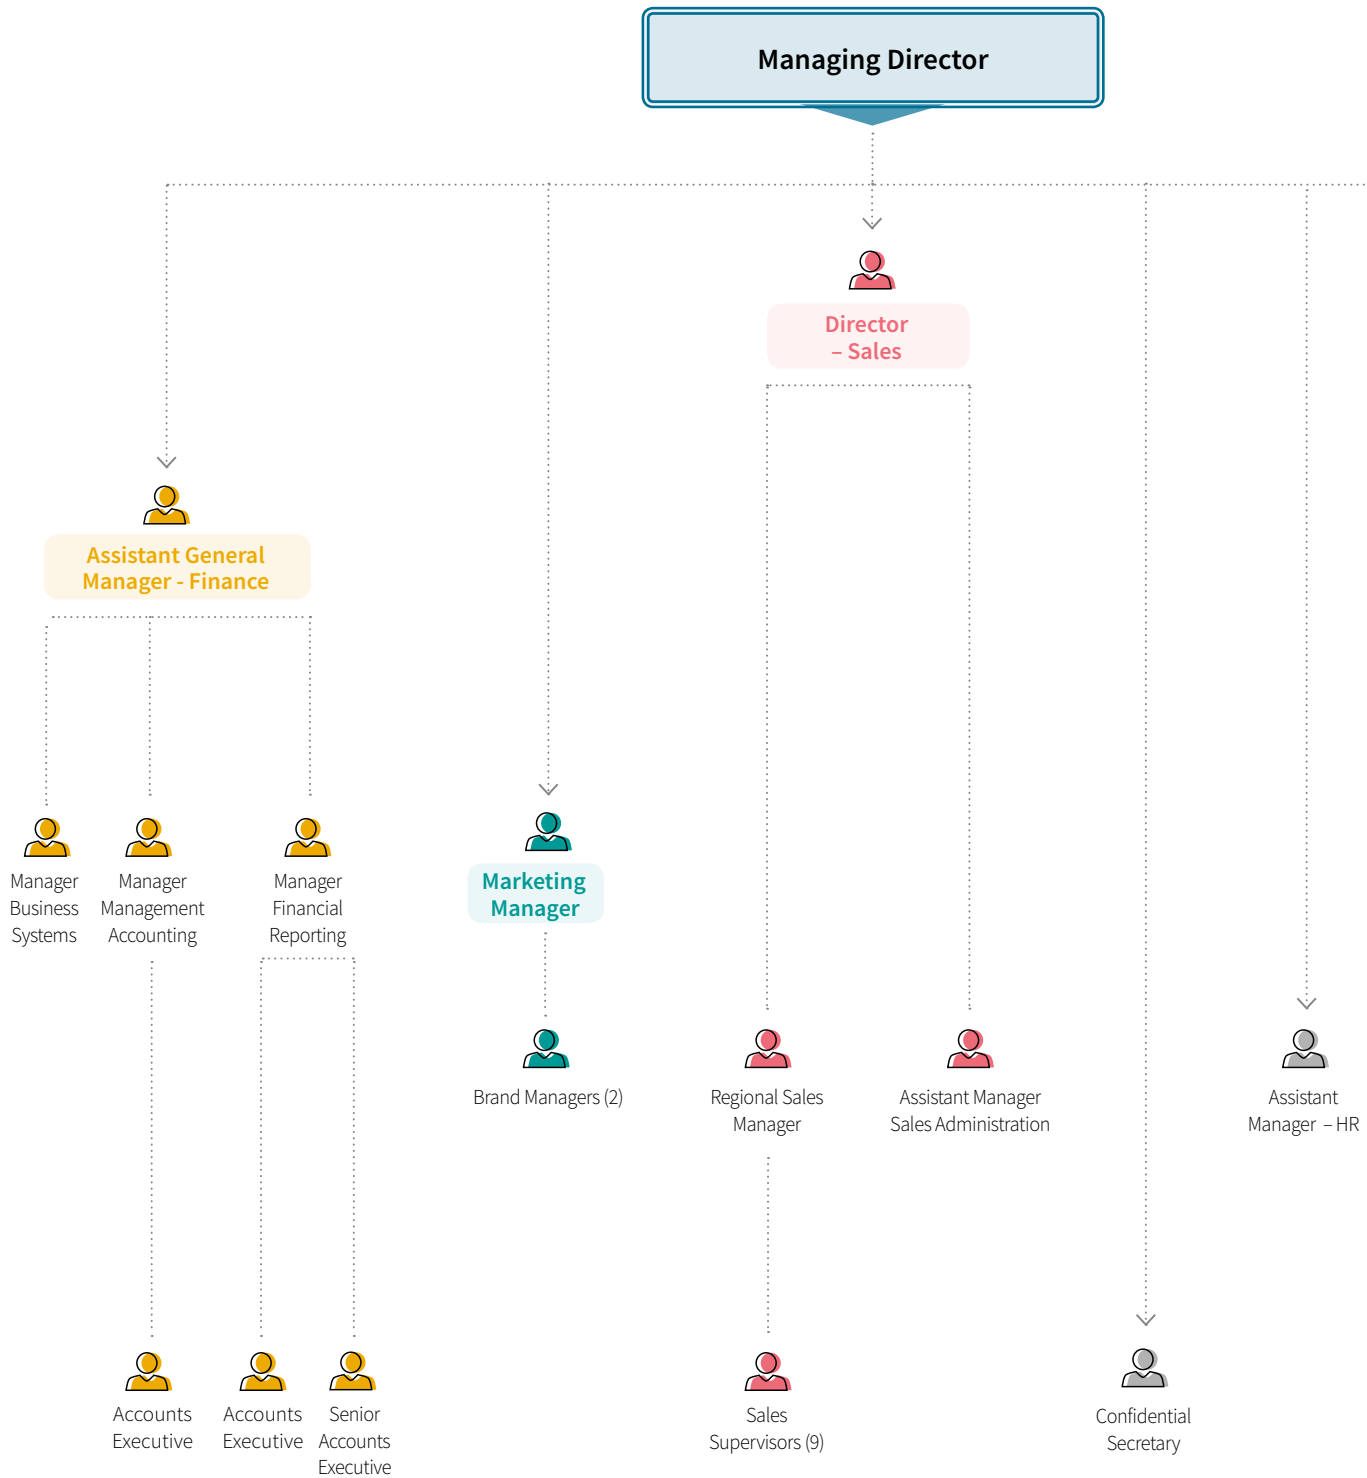 Managing Director
Director
– Sales
Assistant General
Manager - Finance
Manager
Business
Systems
Manager
Management
Accounting
Manager
Financial
Reporting
Marketing
Manager
Brand Managers (2)
Regional Sales
Manager
Assistant Manager
Sales Administration
Assistant
Manager – HR
Accounts
Executive
Accounts
Executive
Senior
Accounts
Executive
Sales
Supervisors (9)
Confidential
Secretary